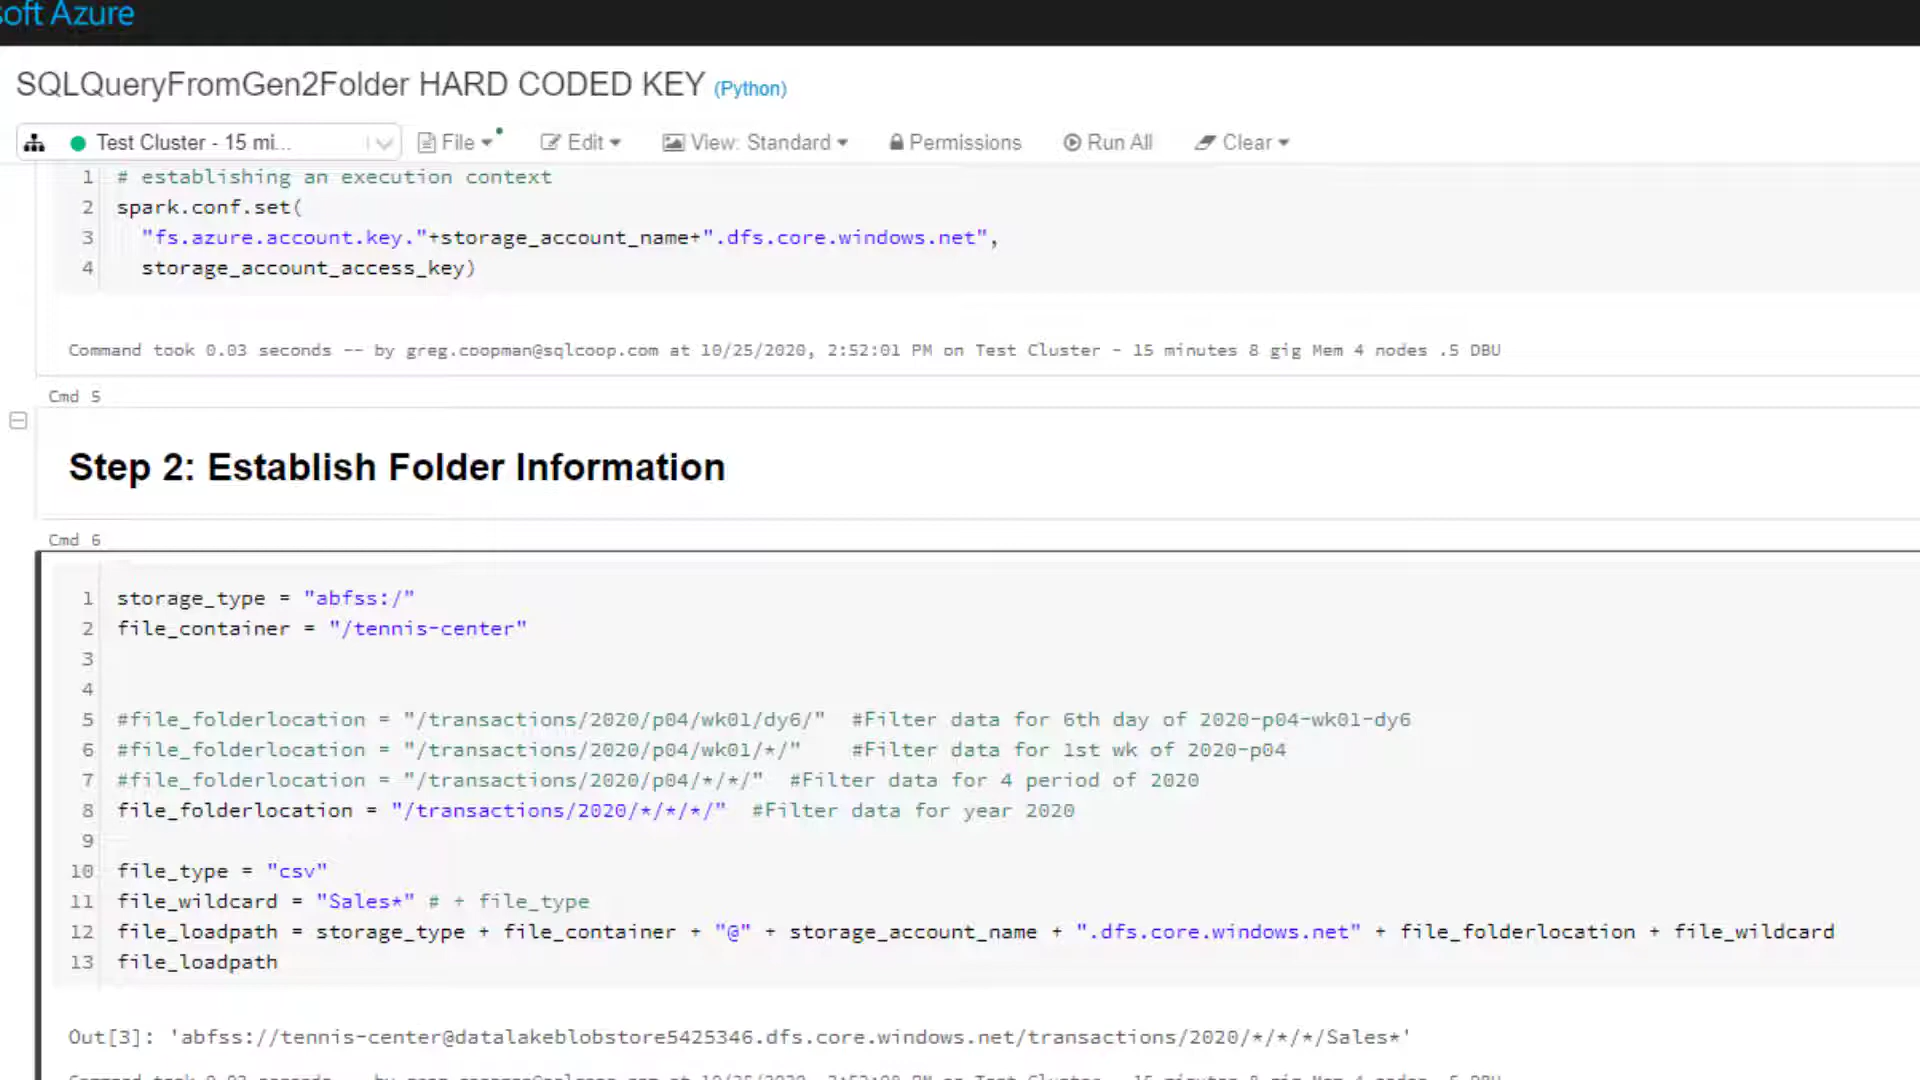 soft Azure
SQLQueryFromGen2Folder HARD CODED KEY (Python)
Test Cluster - 15 mi... File Edit View: Standard Permissions Run All Clear
1 # establishing an execution context
2 spark.conf.set(
3 "fs.azure.account.key."+storage_account_name+".dfs.core.windows.net",
4 storage_account_access_key)
Command took 0.03 seconds -- by greg.coopman@sqlcoop.com at 10/25/2020, 2:52:01 PM on Test Cluster - 15 minutes 8 gig Mem 4 nodes .5 DBU
Cmd 5
Step 2: Establish Folder Information
Cmd 6
1 storage_type = "abfss:/"
2 file_container = "/tennis-center"
3
4
5 #file_folderlocation = "/transactions/2020/p04/wk01/dy6/" #Filter data for 6th day of 2020-p04-wk01-dy6
6 #file_folderlocation = "/transactions/2020/p04/wk01/*/" #Filter data for 1st wk of 2020-p04
7 #file_folderlocation = "/transactions/2020/p04/*/*/" #Filter data for 4 period of 2020
8 file_folderlocation = "/transactions/2020/*/*/*/" #Filter data for year 2020
9
10 file_type = "csv"
11 file_wildcard = "Sales*" # + file_type
12 file_loadpath = storage_type + file_container + "@" + storage_account_name + ".dfs.core.windows.net" + file_folderlocation + file_wildcard
13 file_loadpath
Out[3]: 'abfss://tennis-center@datalakeblobstore5425346.dfs.core.windows.net/transactions/2020/*/*/*/Sales*'